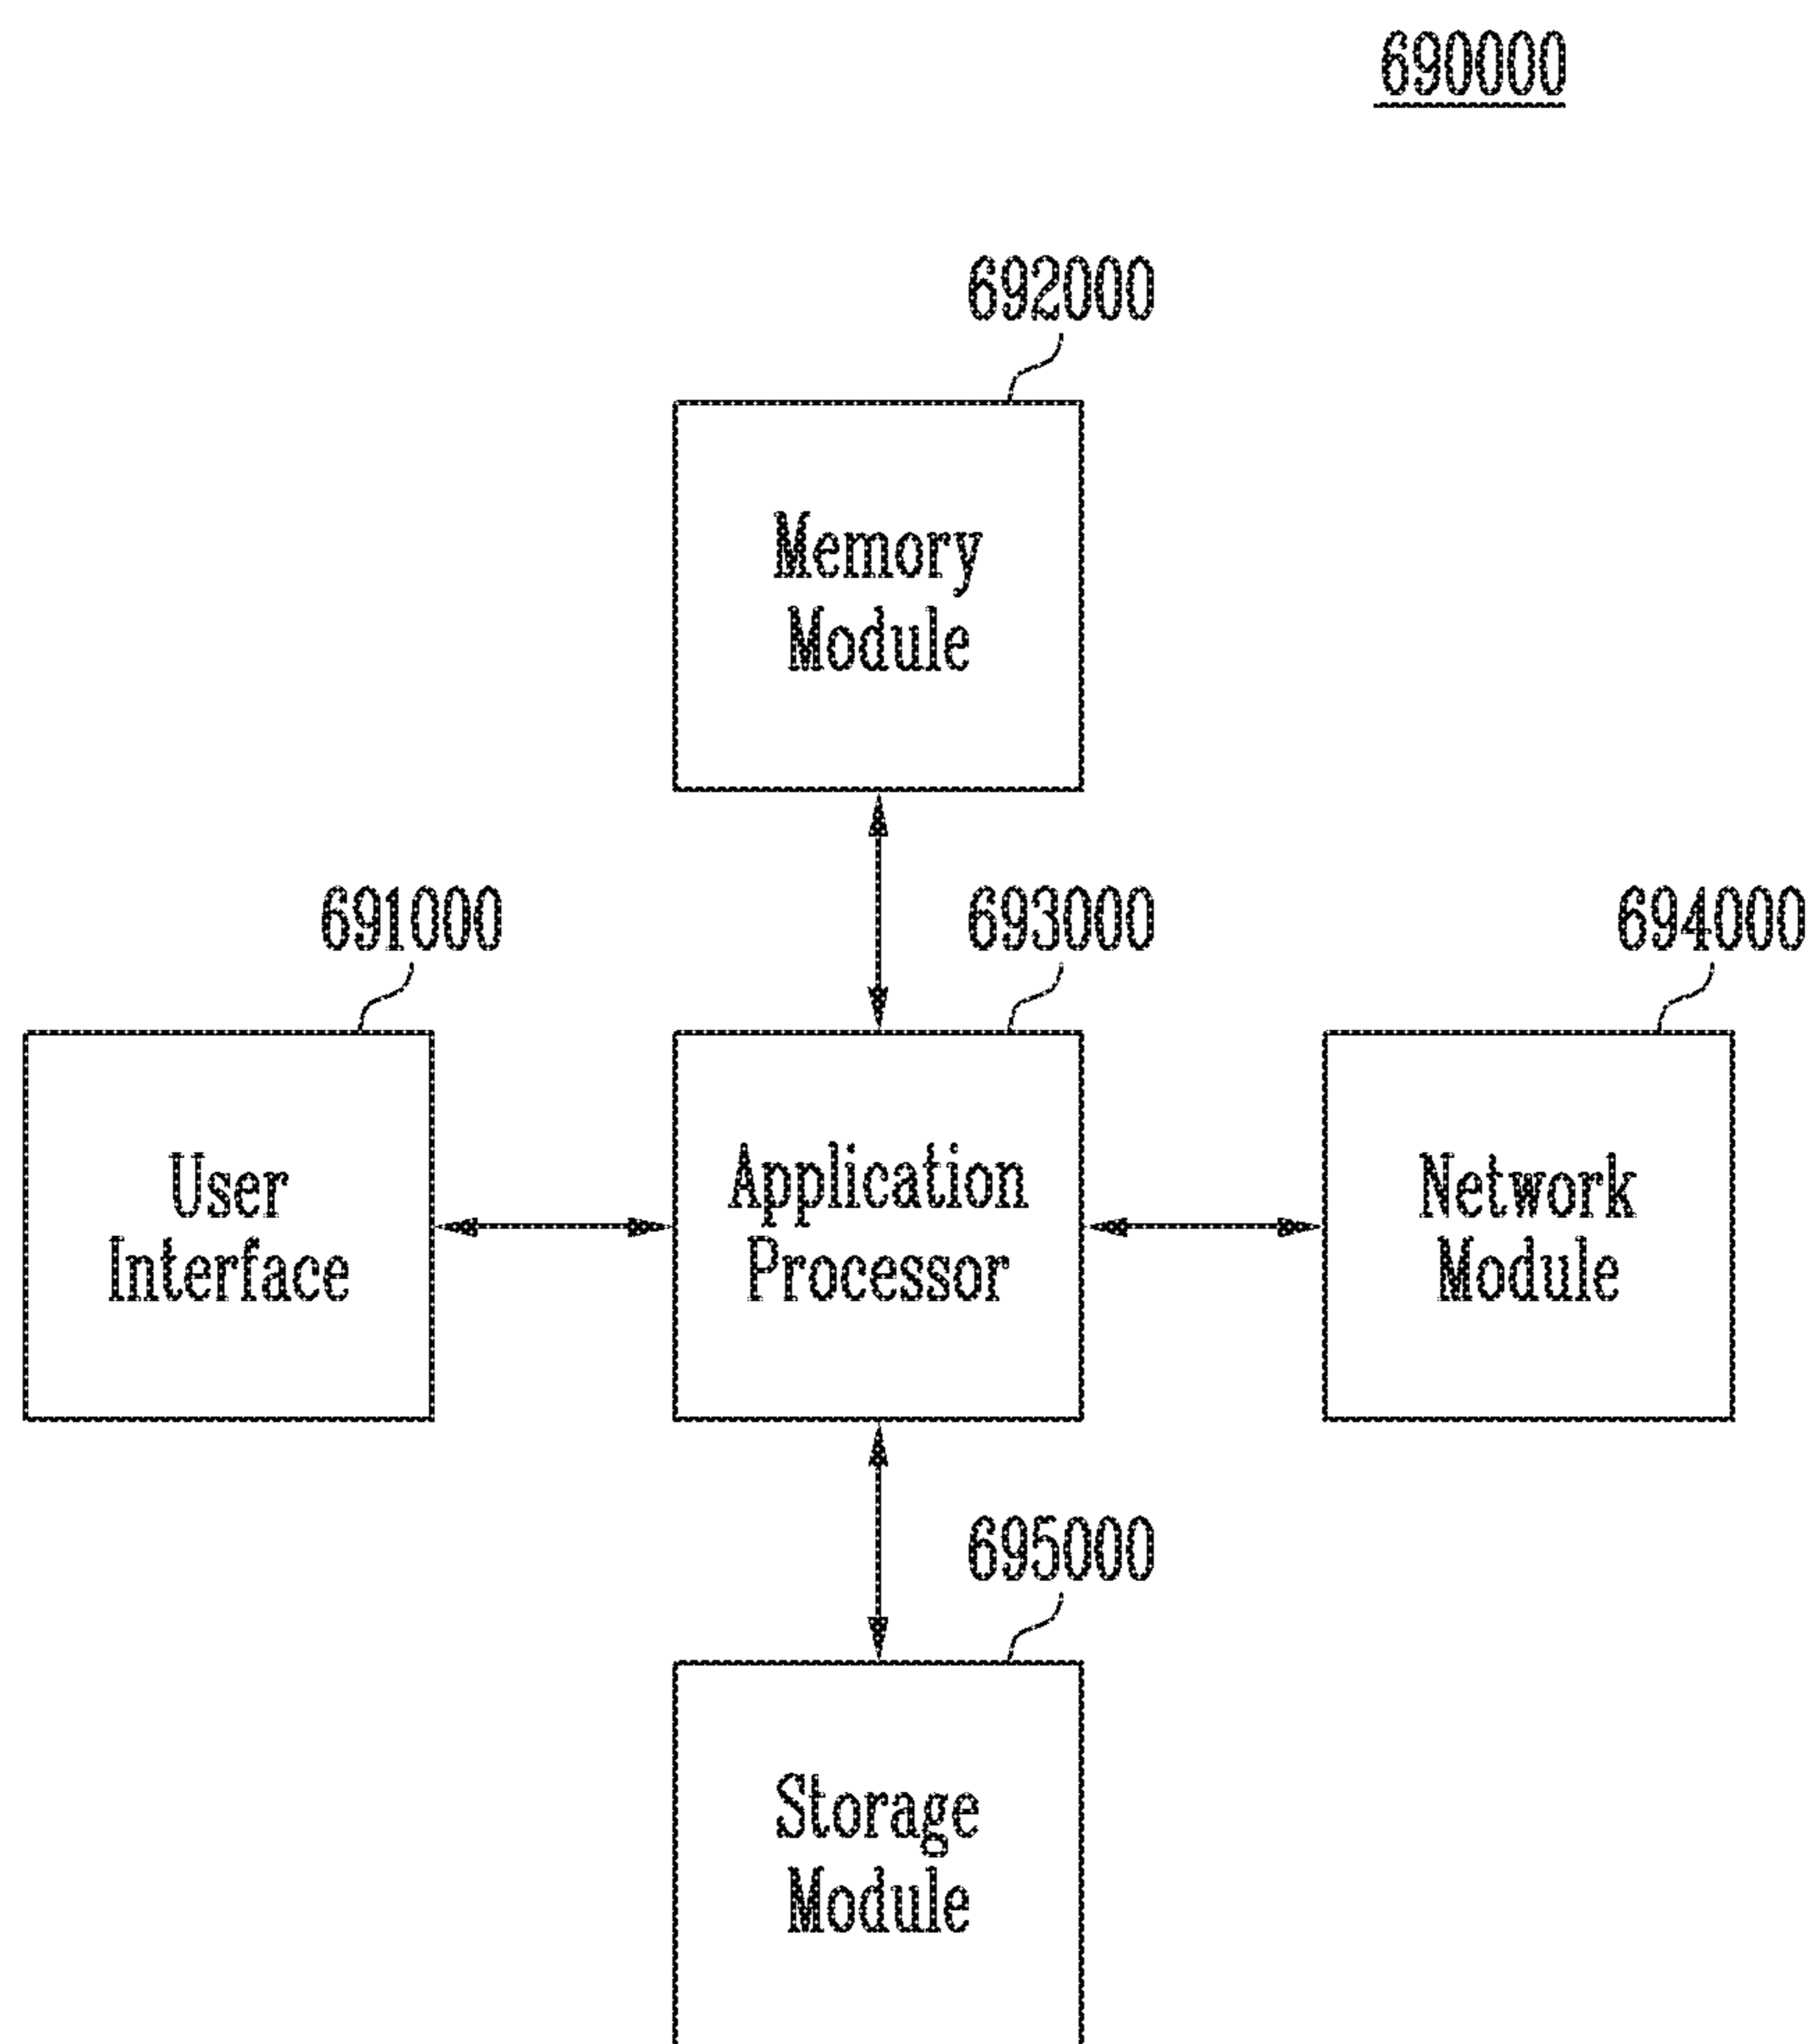 690000
692000
Memory
Module
691000
693000
694000
User
Interface
Application
Processor
Network
Module
695000
Storage
Module